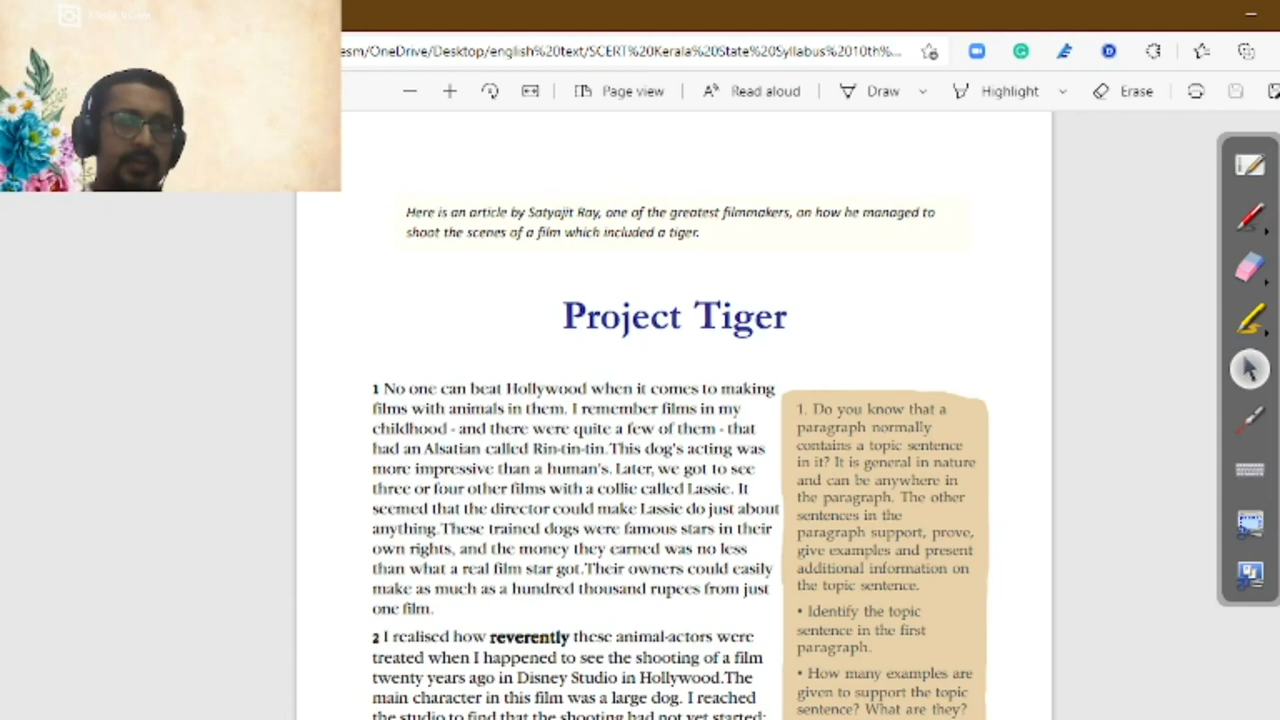 esm/OneDrive/Desktop/english%20text/SCERT%20Kerala%20State%20Syllabus%2010th%...
Page view
Read aloud
Draw
Highlight
Erase
Here is an article by Satyajit Ray, one of the greatest filmmakers, on how he managed to
shoot the scenes of a film which included a tiger.
Project Tiger
1 No one can beat Hollywood when it comes to making
films with animals in them. I remember films in my
childhood - and there were quite a few of them - that
had an Alsatian called Rin-tin-tin. This dog's acting was
more impressive than a human's. Later, we got to see
three or four other films with a collie called Lassie. It
seemed that the director could make Lassie do just about
anything. These trained dogs were famous stars in their
own rights, and the money they earned was no less
than what a real film star got. Their owners could easily
make as much as a hundred thousand rupees from just
one film.
2 I realised how reverently these animal-actors were
treated when I happened to see the shooting of a film
twenty years ago in Disney Studio in Hollywood. The
main character in this film was a large dog. I reached
the studio to find that the shooting had not yet started;
1. Do you know that a
paragraph normally
contains a topic sentence
in it? It is general in nature
and can be anywhere in
the paragraph. The other
sentences in the
paragraph support, prove,
give examples and present
additional information on
the topic sentence.
• Identify the topic
sentence in the first
paragraph.
• How many examples are
given to support the topic
sentence? What are they?